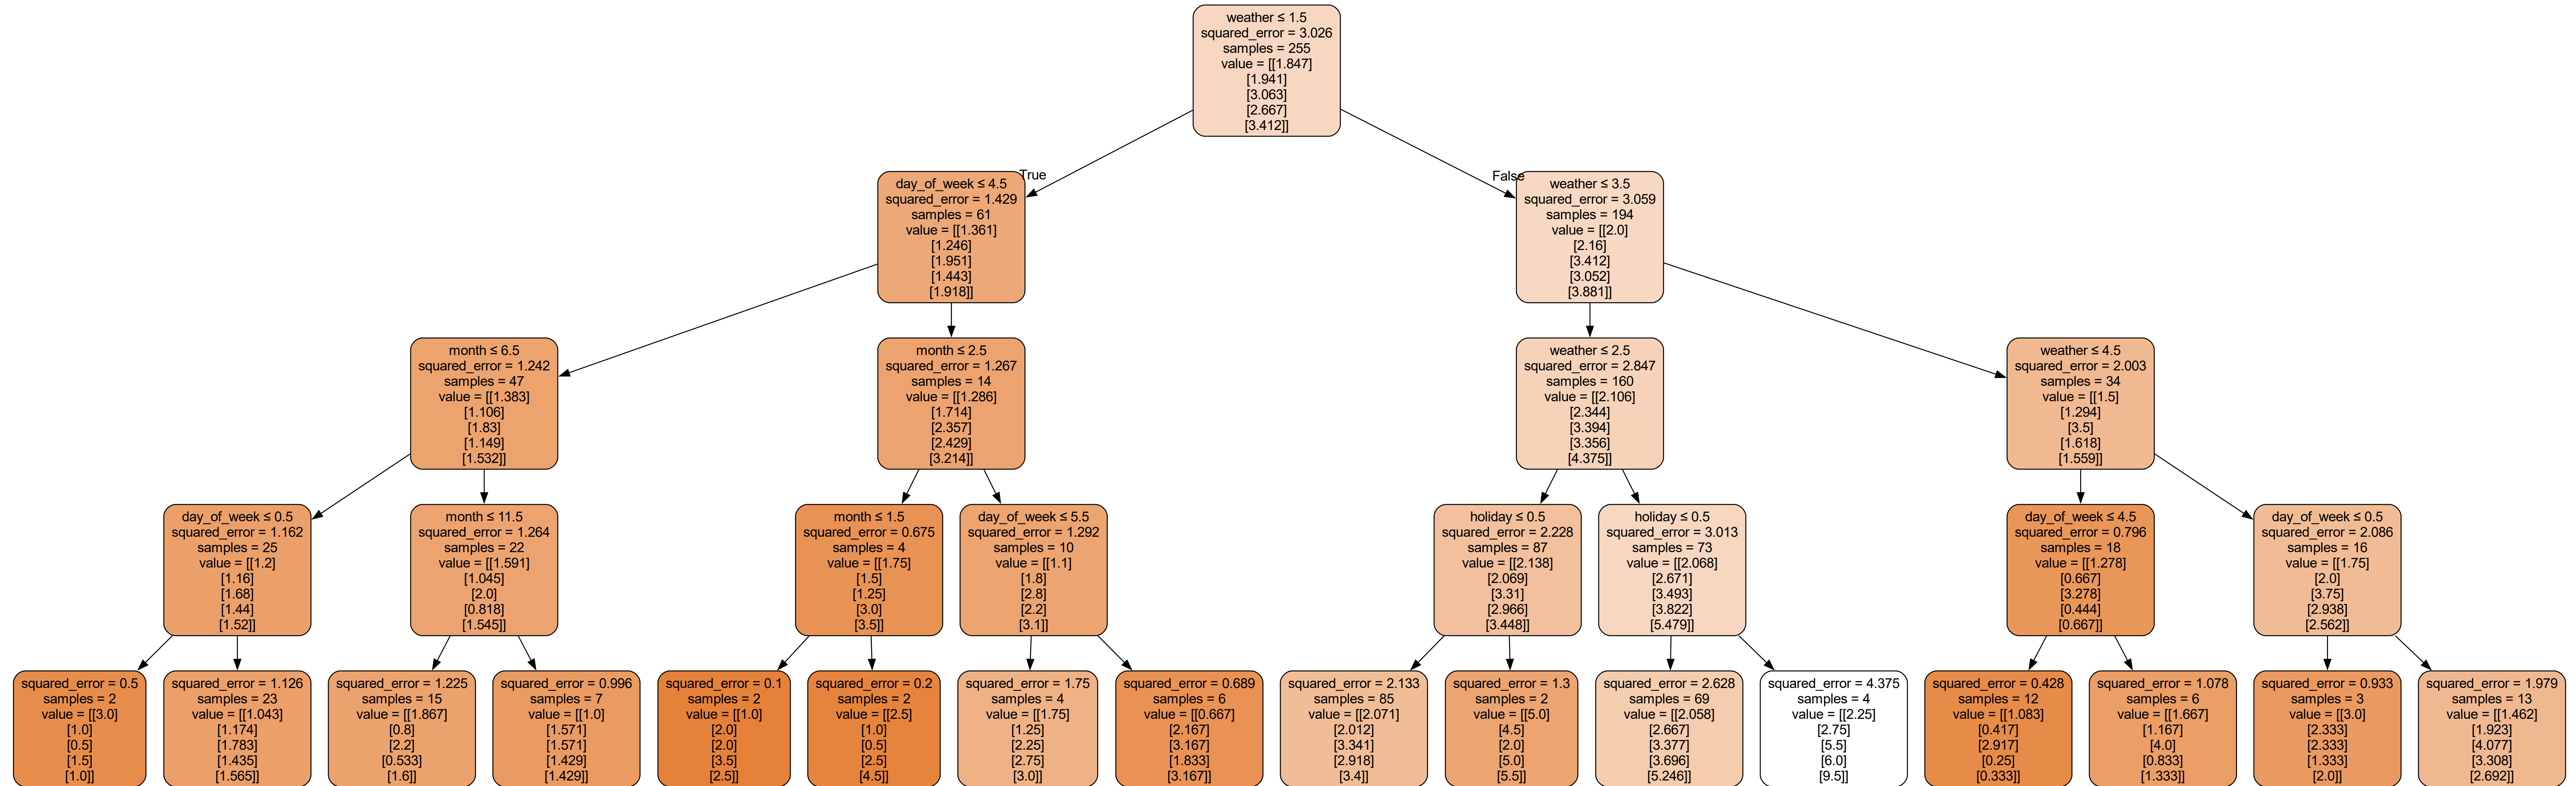 weather ≤ 1.5
squared_error = 3.026
samples = 255
value = [[1.847]
[1.941]
[3.063]
[2.667]
[3.412]]
True
False
day_of_week ≤ 4.5
squared_error = 1.429
samples = 61
value = [[1.361]
[1.246]
[1.951]
[1.443]
[1.918]]
weather ≤ 3.5
squared_error = 3.059
samples = 194
value = [[2.0]
[2.16]
[3.412]
[3.052]
[3.881]]
month ≤ 6.5
squared_error = 1.242
samples = 47
value = [[1.383]
[1.106]
[1.83]
[1.149]
[1.532]]
month ≤ 2.5
squared_error = 1.267
samples = 14
value = [[1.286]
[1.714]
[2.357]
[2.429]
[3.214]]
weather ≤ 2.5
squared_error = 2.847
samples = 160
value = [[2.106]
[2.344]
[3.394]
[3.356]
[4.375]]
weather ≤ 4.5
squared_error = 2.003
samples = 34
value = [[1.5]
[1.294]
[3.5]
[1.618]
[1.559]]
day_of_week ≤ 0.5
squared_error = 1.162
samples = 25
value = [[1.2]
[1.16]
[1.68]
[1.44]
[1.52]]
month ≤ 11.5
squared_error = 1.264
samples = 22
value = [[1.591]
[1.045]
[2.0]
[0.818]
[1.545]]
month ≤ 1.5
squared_error = 0.675
samples = 4
value = [[1.75]
[1.5]
[1.25]
[3.0]
[3.5]]
day_of_week ≤ 5.5
squared_error = 1.292
samples = 10
value = [[1.1]
[1.8]
[2.8]
[2.2]
[3.1]]
holiday ≤ 0.5
squared_error = 2.228
samples = 87
value = [[2.138]
[2.069]
[3.31]
[2.966]
[3.448]]
holiday ≤ 0.5
squared_error = 3.013
samples = 73
value = [[2.068]
[2.671]
[3.493]
[3.822]
[5.479]]
day_of_week ≤ 4.5
squared_error = 0.796
samples = 18
value = [[1.278]
[0.667]
[3.278]
[0.444]
[0.667]]
day_of_week ≤ 0.5
squared_error = 2.086
samples = 16
value = [[1.75]
[2.0]
[3.75]
[2.938]
[2.562]]
squared_error = 0.5
samples = 2
value = [[3.0]
[1.0]
[0.5]
[1.5]
[1.0]]
squared_error = 1.126
samples = 23
value = [[1.043]
[1.174]
[1.783]
[1.435]
[1.565]]
squared_error = 1.225
samples = 15
value = [[1.867]
[0.8]
[2.2]
[0.533]
[1.6]]
squared_error = 0.996
samples = 7
value = [[1.0]
[1.571]
[1.571]
[1.429]
[1.429]]
squared_error = 0.1
samples = 2
value = [[1.0]
[2.0]
[2.0]
[3.5]
[2.5]]
squared_error = 0.2
samples = 2
value = [[2.5]
[1.0]
[0.5]
[2.5]
[4.5]]
squared_error = 1.75
samples = 4
value = [[1.75]
[1.25]
[2.25]
[2.75]
[3.0]]
squared_error = 0.689
samples = 6
value = [[0.667]
[2.167]
[3.167]
[1.833]
[3.167]]
squared_error = 2.133
samples = 85
value = [[2.071]
[2.012]
[3.341]
[2.918]
[3.4]]
squared_error = 1.3
samples = 2
value = [[5.0]
[4.5]
[2.0]
[5.0]
[5.5]]
squared_error = 2.628
samples = 69
value = [[2.058]
[2.667]
[3.377]
[3.696]
[5.246]]
squared_error = 4.375
samples = 4
value = [[2.25]
[2.75]
[5.5]
[6.0]
[9.5]]
squared_error = 0.428
samples = 12
value = [[1.083]
[0.417]
[2.917]
[0.25]
[0.333]]
squared_error = 1.078
samples = 6
value = [[1.667]
[1.167]
[4.0]
[0.833]
[1.333]]
squared_error = 0.933
samples = 3
value = [[3.0]
[2.333]
[2.333]
[1.333]
[2.0]]
squared_error = 1.979
samples = 13
value = [[1.462]
[1.923]
[4.077]
[3.308]
[2.692]]